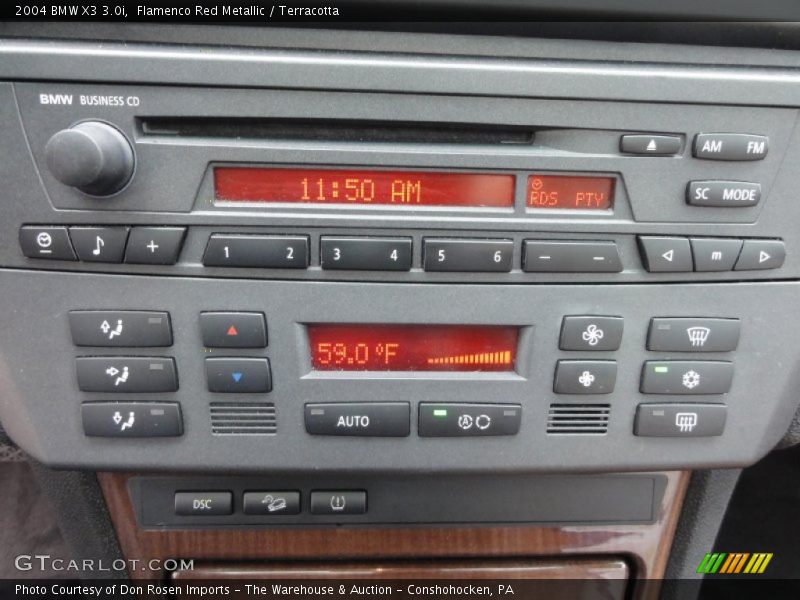 2004 BMW X3 3.0i,  Flamenco Red Metallic / Terracotta
BMW BUSINESS CD
AM FM
11:50 AM
RDS PTY
SC MODE
+ 1 2 3 4 5 6 − − m
59.0°F
AUTO
A
DSC
GTCARLOT.COM
Photo Courtesy of Don Rosen Imports – The Warehouse & Auction – Conshohocken, PA